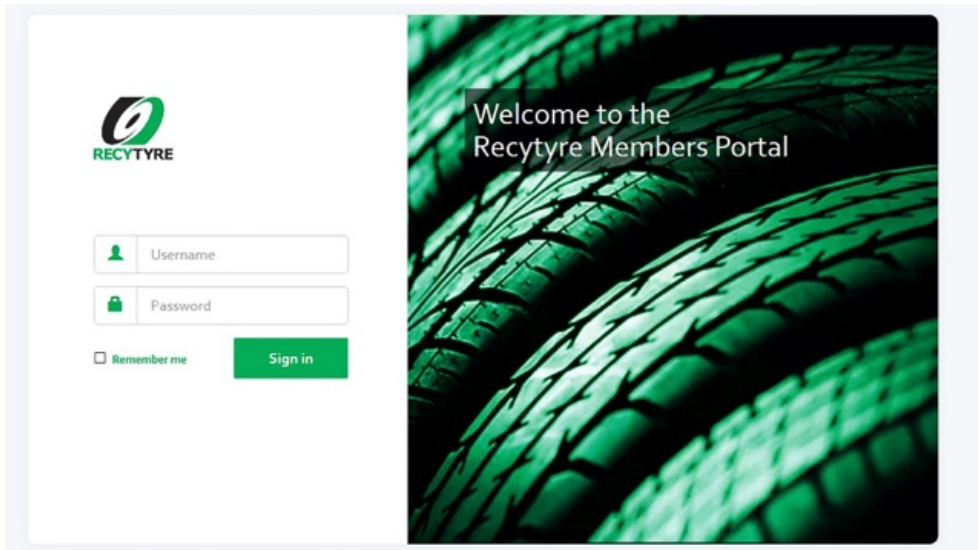 RECYTYRE
Username
Password
Remember me
Sign in
Welcome to the
Recytyre Members Portal